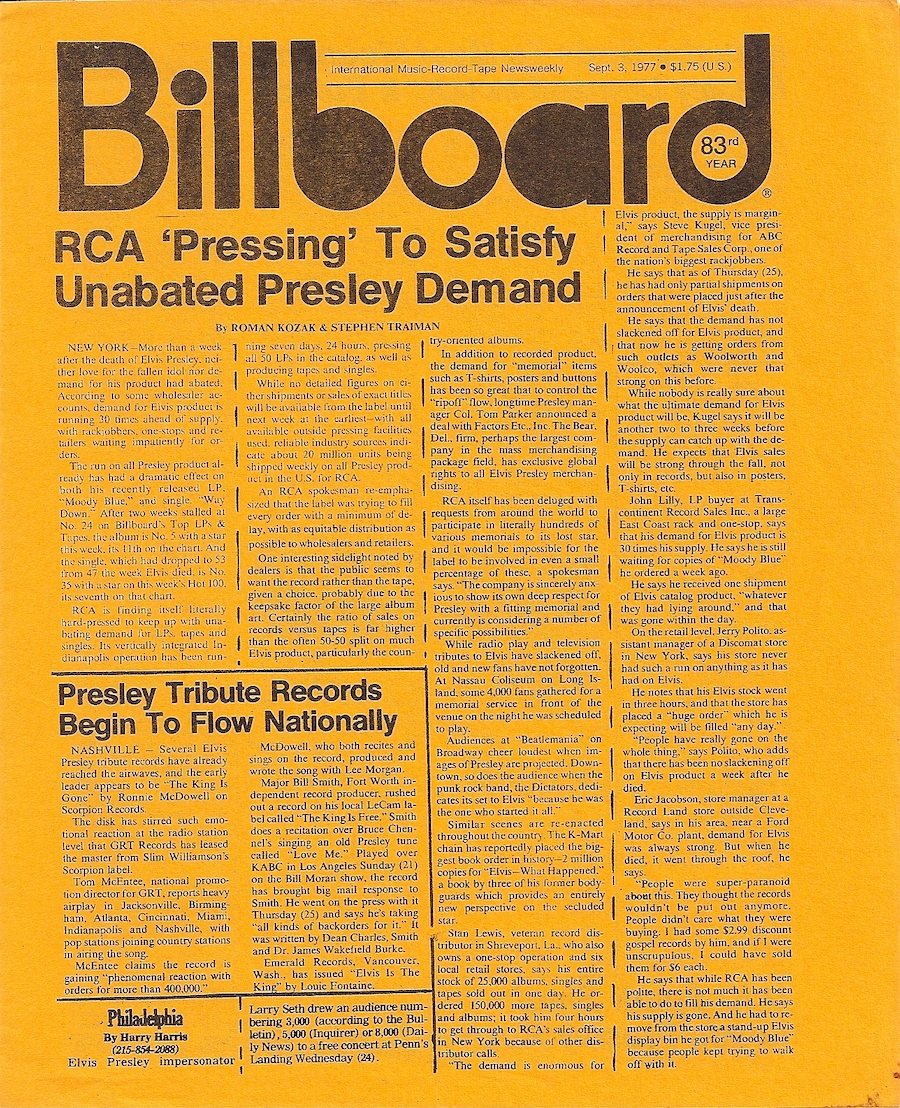 Billboard
International Music-Record-Tape Newsweekly Sept. 3, 1977 • $1.75 (U.S.)
83rd
YEAR
®
RCA ‘Pressing’ To Satisfy
Unabated Presley Demand
By ROMAN KOZAK & STEPHEN TRAIMAN
NEW YORK—More than a week
after the death of Elvis Presley, nei-
ther love for the fallen idol nor de-
mand for his product had abated.
According to some wholesaler ac-
counts, demand for Elvis product is
running 30 times ahead of supply,
with rackjobbers, one-stops and re-
tailers waiting impatiently for or-
ders.
The run on all Presley product al-
ready has had a dramatic effect on
both his recently released LP,
"Moody Blue," and single, "Way
Down." After two weeks stalled at
No. 24 on Billboard's Top LPs &
Tapes, the album is No. 5 with a star
this week, its 11th on the chart. And
the single, which had dropped to 53
from 47 the week Elvis died, is No.
35 with a star on this week's Hot 100,
its seventh on that chart.
RCA is finding itself literally
hard-pressed to keep up with una-
bating demand for LPs, tapes and
singles. Its vertically integrated In-
dianapolis operation has been run-
ning seven days, 24 hours, pressing
all 50 LPs in the catalog, as well as
producing tapes and singles.
While no detailed figures on ei-
ther shipments or sales of exact titles
will be available from the label until
next week at the earliest—with all
available outside pressing facilities
used, reliable industry sources indi-
cate about 20 million units being
shipped weekly on all Presley prod-
uct in the U.S. for RCA.
An RCA spokesman re-empha-
sized that the label was trying to fill
every order with a minimum of de-
lay, with as equitable distribution as
possible to wholesalers and retailers.
One interesting sidelight noted by
dealers is that the public seems to
want the record rather than the tape,
given a choice, probably due to the
keepsake factor of the large album
art. Certainly the ratio of sales on
records versus tapes is far higher
than the often 50-50 split on much
Elvis product, particularly the coun-
try-oriented albums.
In addition to recorded product,
the demand for "memorial" items
such as T-shirts, posters and buttons
has been so great that to control the
"ripoff" flow, longtime Presley man-
ager Col. Tom Parker announced a
deal with Factors Etc., Inc. The Bear,
Del., firm, perhaps the largest com-
pany in the mass merchandising
package field, has exclusive global
rights to all Elvis Presley merchan-
dising.
RCA itself has been deluged with
requests from around the world to
participate in literally hundreds of
various memorials to its lost star,
and it would be impossible for the
label to be involved in even a small
percentage of these, a spokesman
says. "The company is sincerely anx-
ious to show its own deep respect for
Presley with a fitting memorial and
currently is considering a number of
specific possibilities."
While radio play and television
tributes to Elvis have slackened off,
old and new fans have not forgotten.
At Nassau Coliseum on Long Is-
land, some 4,000 fans gathered for a
memorial service in front of the
venue on the night he was scheduled
to play.
Audiences at "Beatlemania" on
Broadway cheer loudest when im-
ages of Presley are projected. Down-
town, so does the audience when the
punk rock band, the Dictators, dedi-
cates its set to Elvis "because he was
the one who started it all."
Similar scenes are re-enacted
throughout the country. The K-Mart
chain has reportedly placed the big-
gest book order in history—2 million
copies for "Elvis—What Happened,"
a book by three of his former body-
guards which provides an entirely
new perspective on the secluded
star.
Stan Lewis, veteran record dis-
tributor in Shreveport, La., who also
owns a one-stop operation and six
local retail stores, says his entire
stock of 25,000 albums, singles and
tapes sold out in one day. He or-
dered 150,000 more tapes, singles
and albums; it took him four hours
to get through to RCA's sales office
in New York because of other dis-
tributor calls.
"The demand is enormous for
Elvis product, the supply is margin-
al," says Steve Kugel, vice presi-
dent of merchandising for ABC
Record and Tape Sales Corp., one of
the nation's biggest rackjobbers.
He says that as of Thursday (25),
he has had only partial shipments on
orders that were placed just after the
announcement of Elvis' death.
He says that the demand has not
slackened off for Elvis product, and
that now he is getting orders from
such outlets as Woolworth and
Woolco, which were never that
strong on this before.
While nobody is really sure about
what the ultimate demand for Elvis
product will be, Kugel says it will be
another two to three weeks before
the supply can catch up with the de-
mand. He expects that Elvis sales
will be strong through the fall, not
only in records, but also in posters,
T-shirts, etc.
John Lilly, LP buyer at Trans-
continent Record Sales Inc., a large
East Coast rack and one-stop, says
that his demand for Elvis product is
30 times his supply. He says he is still
waiting for copies of "Moody Blue"
he ordered a week ago.
He says he received one shipment
of Elvis catalog product, "whatever
they had lying around," and that
was gone within the day.
On the retail level, Jerry Polito, as-
sistant manager of a Discomat store
in New York, says his store never
had such a run on anything as it has
had on Elvis.
He notes that his Elvis stock went
in three hours, and that the store has
placed a "huge order" which he is
expecting will be filled "any day."
"People have really gone on the
whole thing," says Polito, who adds
that there has been no slackening off
on Elvis product a week after he
died.
Eric Jacobson, store manager at a
Record Land store outside Cleve-
land, says in his area, near a Ford
Motor Co. plant, demand for Elvis
was always strong. But when he
died, it went through the roof, he
says.
"People were super-paranoid
about this. They thought the records
wouldn't be put out anymore.
People didn't care what they were
buying. I had some $2.99 discount
gospel records by him, and if I were
unscrupulous, I could have sold
them for $6 each.
He says that while RCA has been
polite, there is not much it has been
able to do to fill his demand. He says
his supply is gone. And he had to re-
move from the store a stand-up Elvis
display bin he got for "Moody Blue"
because people kept trying to walk
off with it.
Presley Tribute Records
Begin To Flow Nationally
NASHVILLE — Several Elvis
Presley tribute records have already
reached the airwaves, and the early
leader appears to be "The King Is
Gone" by Ronnie McDowell on
Scorpion Records.
The disk has stirred such emo-
tional reaction at the radio station
level that GRT Records has leased
the master from Slim Williamson's
Scorpion label.
Tom McEntee, national promo-
tion director for GRT, reports heavy
airplay in Jacksonville, Birming-
ham, Atlanta, Cincinnati, Miami,
Indianapolis and Nashville, with
pop stations joining country stations
in airing the song.
McEntee claims the record is
gaining "phenomenal reaction with
orders for more than 400,000."
McDowell, who both recites and
sings on the record, produced and
wrote the song with Lee Morgan.
Major Bill Smith, Fort Worth in-
dependent record producer, rushed
out a record on his local LeCam la-
bel called "The King Is Free." Smith
does a recitation over Bruce Chen-
nel's singing an old Presley tune
called "Love Me." Played over
KABC in Los Angeles Sunday (21)
on the Bill Moran show, the record
has brought big mail response to
Smith. He went on the press with it
Thursday (25) and says he's taking
"all kinds of backorders for it." It
was written by Dean Charles, Smith
and Dr. James Wakefield Burke.
Emerald Records, Vancouver,
Wash., has issued "Elvis Is The
King" by Louie Fontaine.
Philadelphia
By Harry Harris
(215-854-2088)
Elvis Presley impersonator
Larry Seth drew an audience num-
bering 3,000 (according to the Bul-
letin), 5,000 (Inquirer) or 8,000 (Dai-
ly News) to a free concert at Penn's
Landing Wednesday (24).